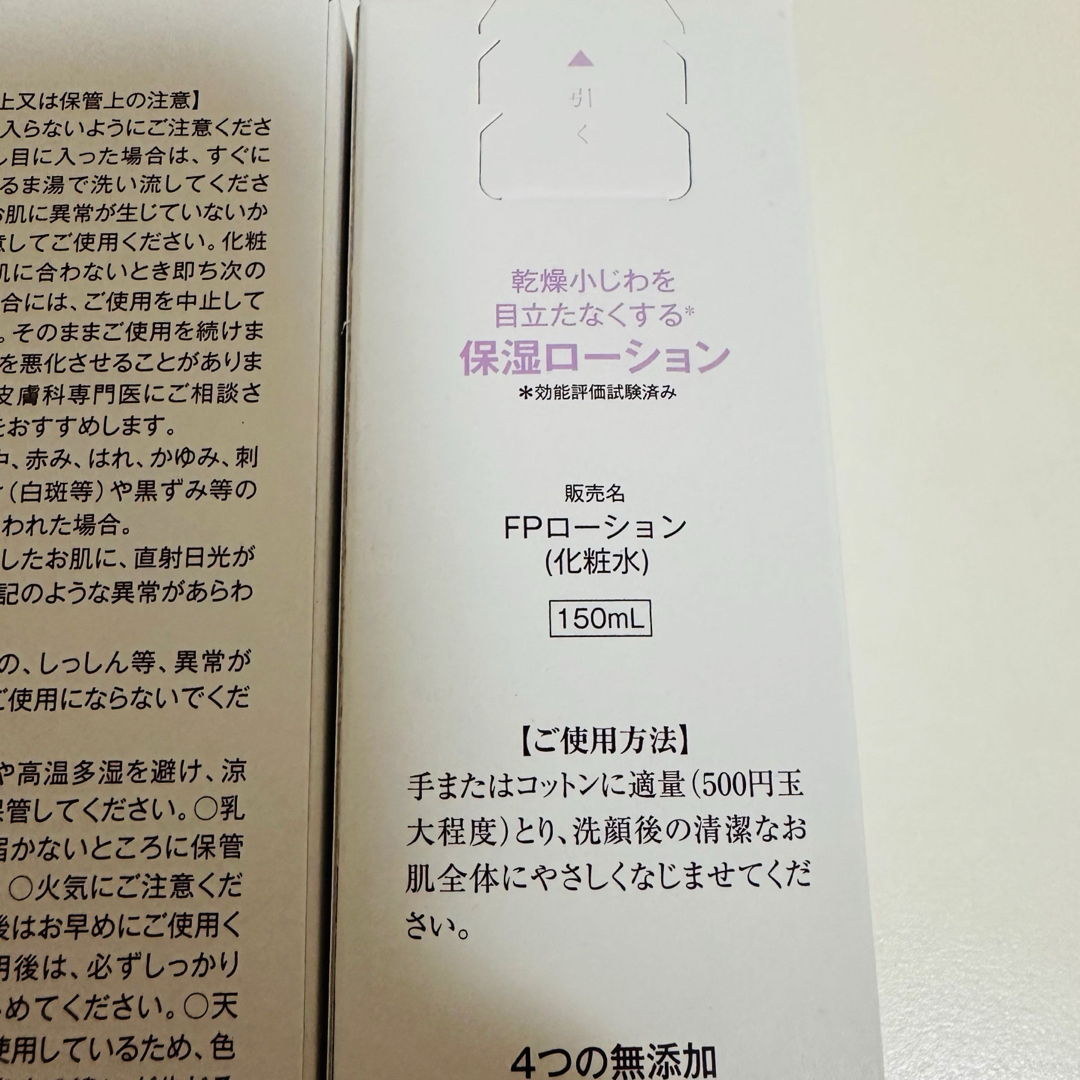 上又は保管上の注意】
入らないようにご注意くださ
し目に入った場合は、すぐに
るま湯で洗い流してくださ
お肌に異常が生じていないか
意してご使用ください。化粧
肌に合わないとき即ち次の
合には、ご使用を中止して
。そのままご使用を続けま
を悪化させることがありま
皮膚科専門医にご相談さ
をおすすめします。
中、赤み、はれ、かゆみ、刺
（白斑等）や黒ずみ等の
われた場合。
したお肌に、直射日光が
記のような異常があらわ
の、しっしん等、異常が
ご使用にならないでくだ
や高温多湿を避け、涼
保管してください。○乳
届かないところに保管
○火気にご注意くだ
後はお早めにご使用く
用後は、必ずしっかり
めてください。○天
使用しているため、色
引
く
乾燥小じわを
目立たなくする*
保湿ローション
＊効能評価試験済み
販売名
FPローション
(化粧水)
150mL
【ご使用方法】
手またはコットンに適量（500円玉
大程度）とり、洗顔後の清潔なお
肌全体にやさしくなじませてくだ
さい。
4つの無添加